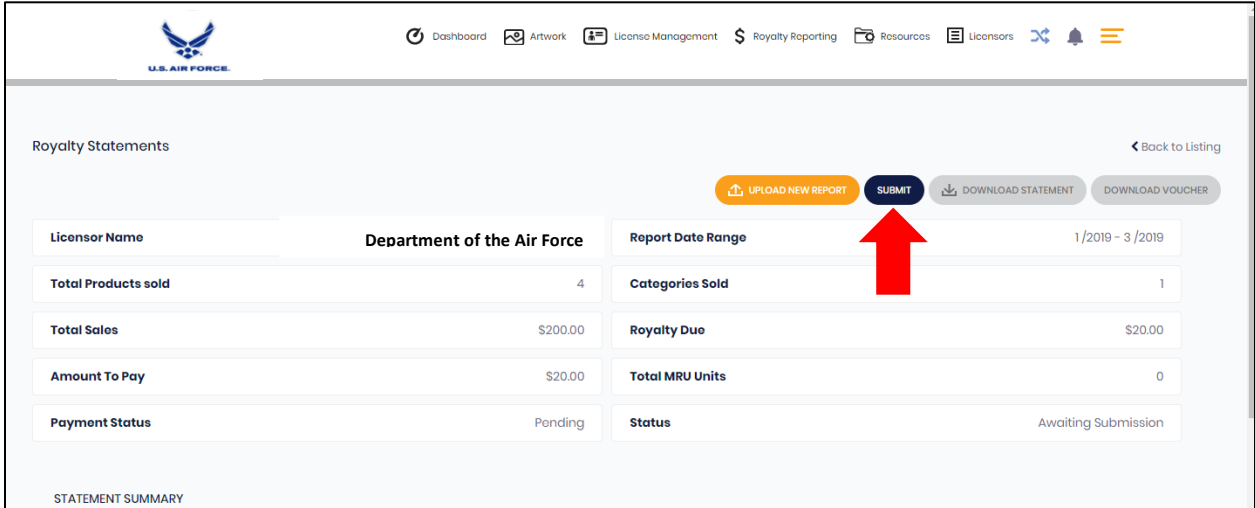 U.S. AIR FORCE.
Dashboard Artwork License Management $ Royalty Reporting Resources Licensors
Royalty Statements
Back to Listing
UPLOAD NEW REPORT SUBMIT DOWNLOAD STATEMENT DOWNLOAD VOUCHER
Licensor Name Department of the Air Force Report Date Range 1 /2019 - 3 /2019
Total Products sold 4 Categories Sold 1
Total Sales $200.00 Royalty Due $20.00
Amount To Pay $20.00 Total MRU Units 0
Payment Status Pending Status Awaiting Submission
STATEMENT SUMMARY